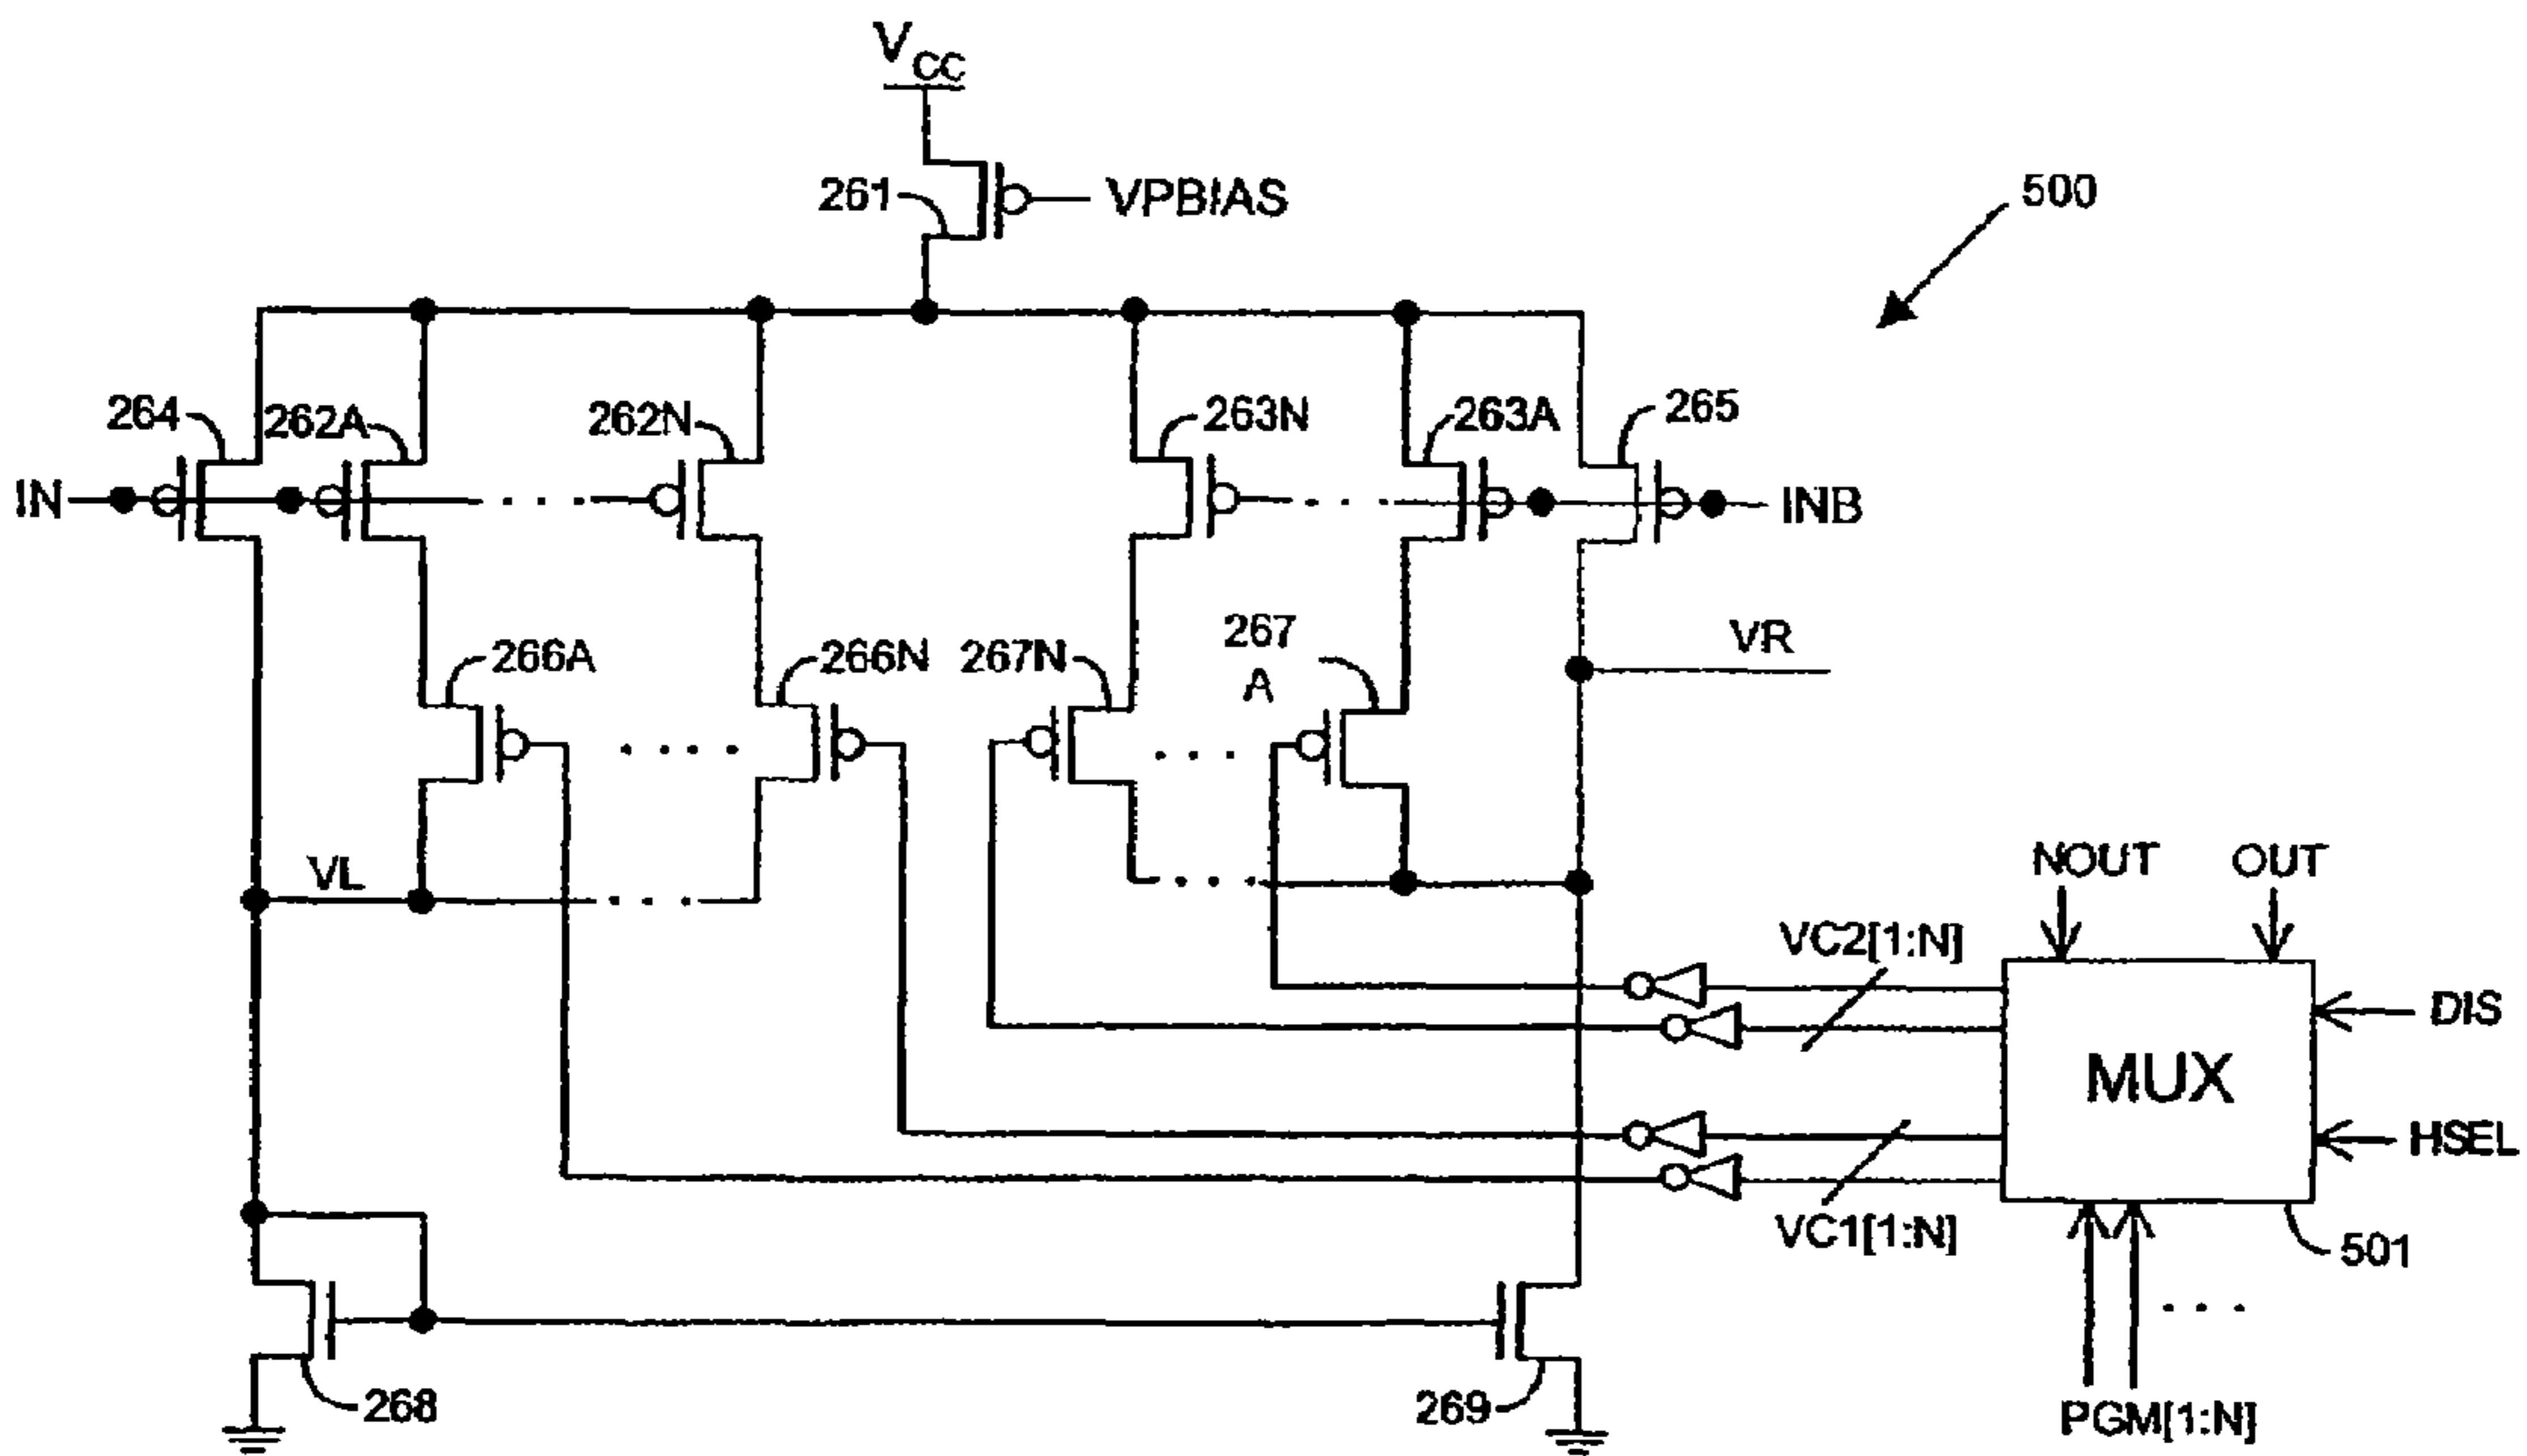 VCC
261
VPBIAS
500
264
262A
262N
263N
263A
265
IN
INB
266A
266N
267N
267
A
VR
VL
NOUT
OUT
VC2[1:N]
DIS
MUX
HSEL
VC1[1:N]
501
268
269
PGM[1:N]